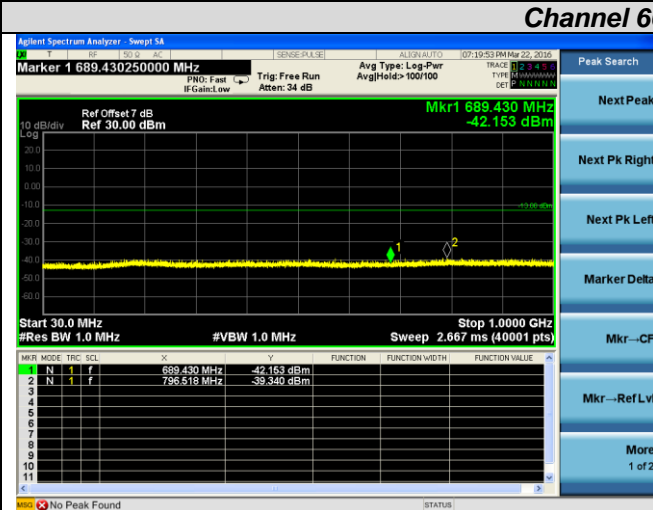 Channel 6
Agilent Spectrum Analyzer - Swept SA
T RF 50 Ω AC SENSE:PULSE ALIGN AUTO 07:19:53 PM Mar 22, 2016
Marker 1 689.430250000 MHz
PNO: Fast
IFGain:Low
Trig: Free Run
Atten: 34 dB
Avg Type: Log-Pwr
Avg|Hold:> 100/100
TRACE 1 2 3 4 5 6
TYPE M
DET P N N N N N
Ref Offset 7 dB
10 dB/div Ref 30.00 dBm
Log
Mkr1 689.430 MHz
-42.153 dBm
20.0
10.0
0.00
-10.0
-13.00 dBm
-20.0
-30.0
-40.0
-50.0
-60.0
1
2
Start 30.0 MHz Stop 1.0000 GHz
#Res BW 1.0 MHz #VBW 1.0 MHz Sweep 2.667 ms (40001 pts)
MKR MODE TRC SCL X Y FUNCTION FUNCTION WIDTH FUNCTION VALUE
1 N 1 f 689.430 MHz -42.153 dBm
2 N 1 f 796.518 MHz -39.340 dBm
3
4
5
6
7
8
9
10
11
MSG No Peak Found STATUS
Peak Search
Next Peak
Next Pk Right
Next Pk Left
Marker Delta
Mkr→CF
Mkr→Ref Lvl
More
1 of 2